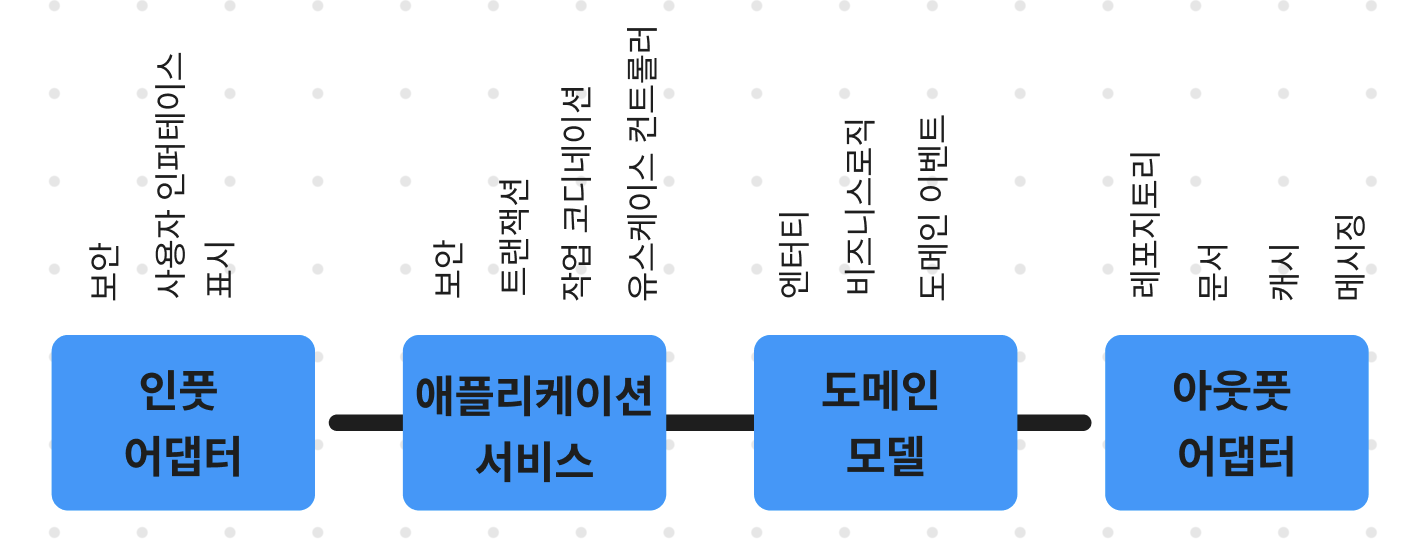 보안
사용자 인퍼테이스
표시
보안
트랜잭션
작업 코디네이션
유스케이스 컨트롤러
엔터티
비즈니스로직
도메인 이벤트
레포지토리
문서
캐시
메시징
인풋
어댑터
애플리케이션
서비스
도메인
모델
아웃풋
어댑터